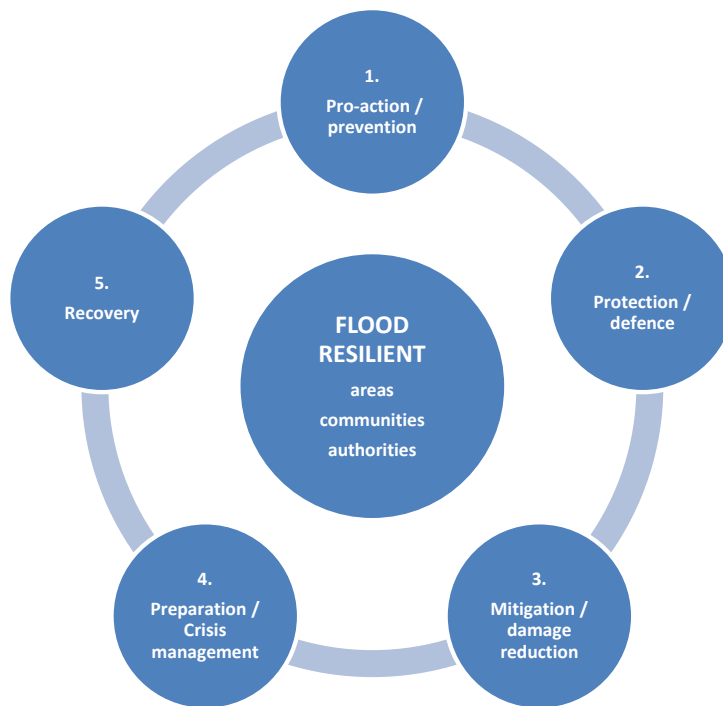 1.
Pro-action /
prevention
2.
Protection /
defence
3.
Mitigation /
damage
reduction
4.
Preparation /
Crisis
management
5.
Recovery
FLOOD
RESILIENT
areas
communities
authorities